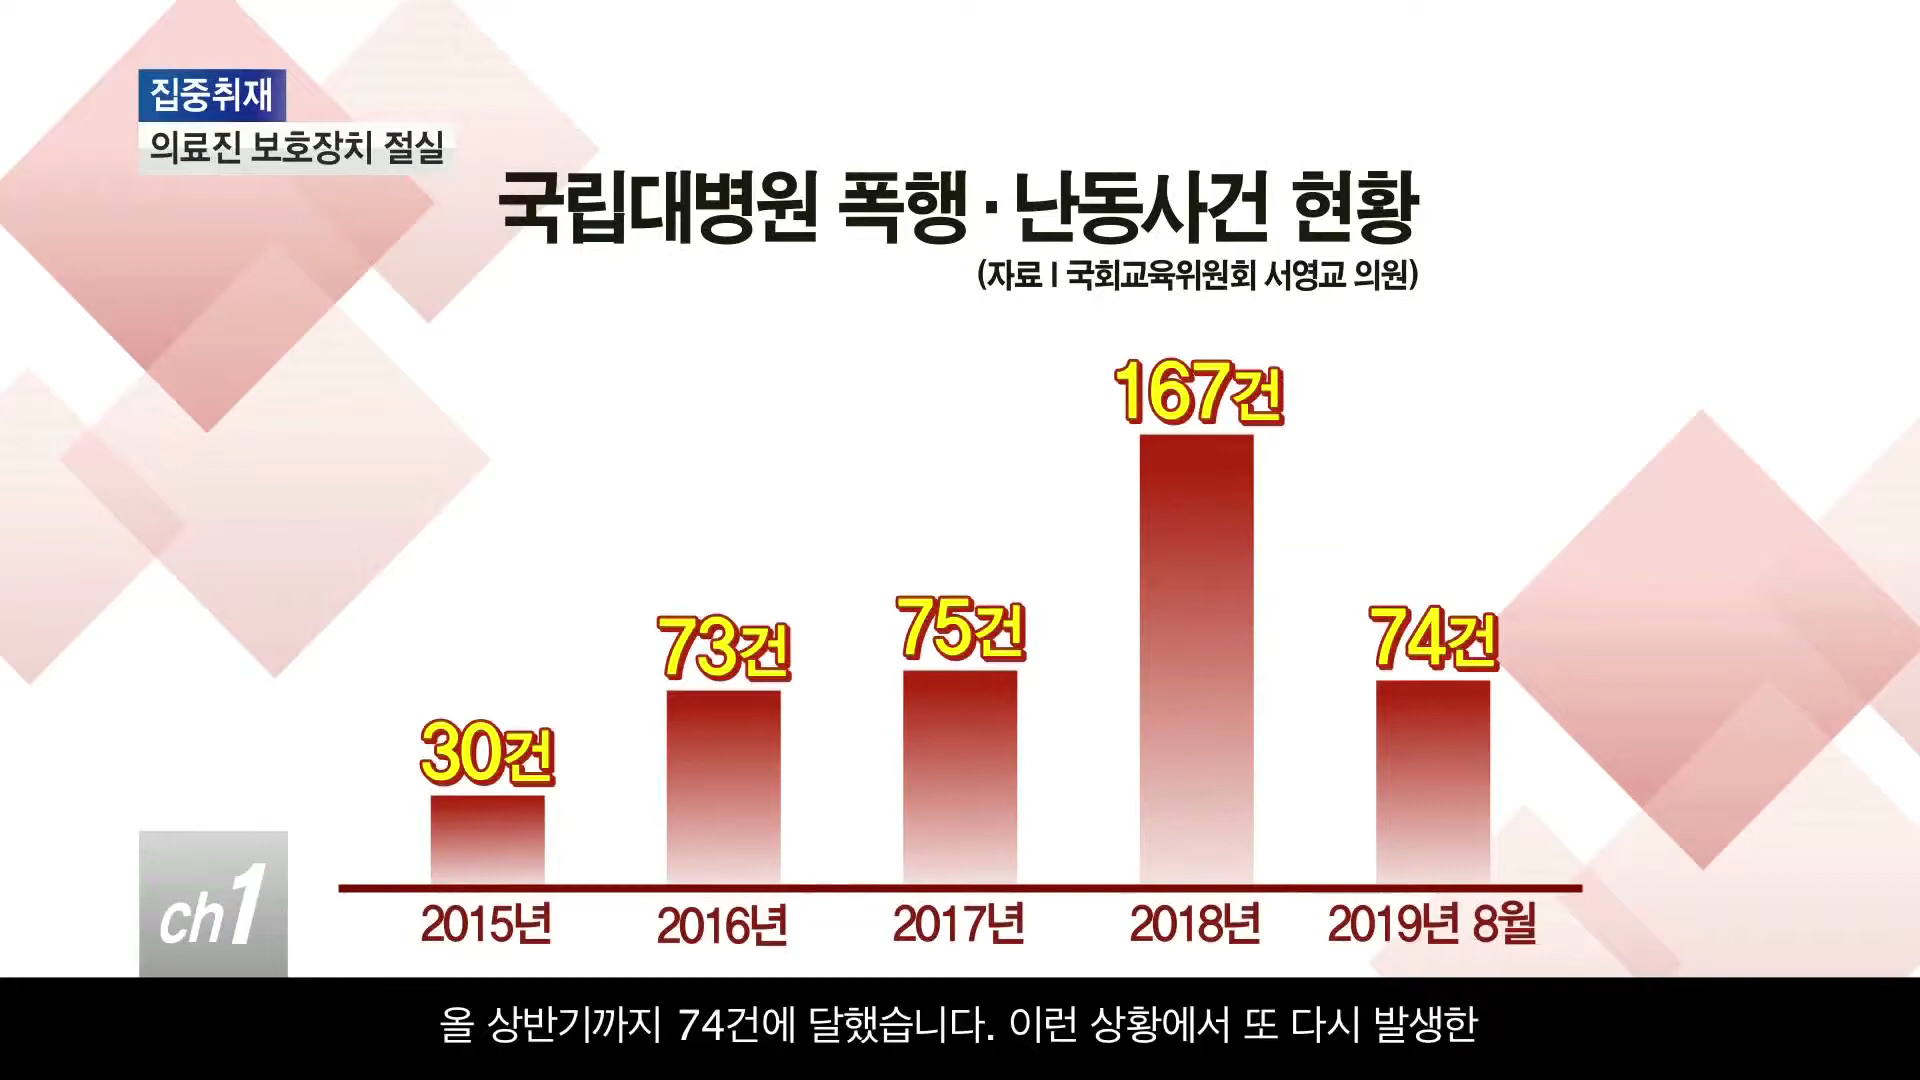 집중취재
의료진 보호장치 절실
국립대병원 폭행·난동사건 현황
(자료 I 국회교육위원회 서영교 의원)
167건
75건
74건
73건
30건
2015년 2016년 2017년 2018년 2019년 8월
ch1
올 상반기까지 74건에 달했습니다. 이런 상황에서 또 다시 발생한